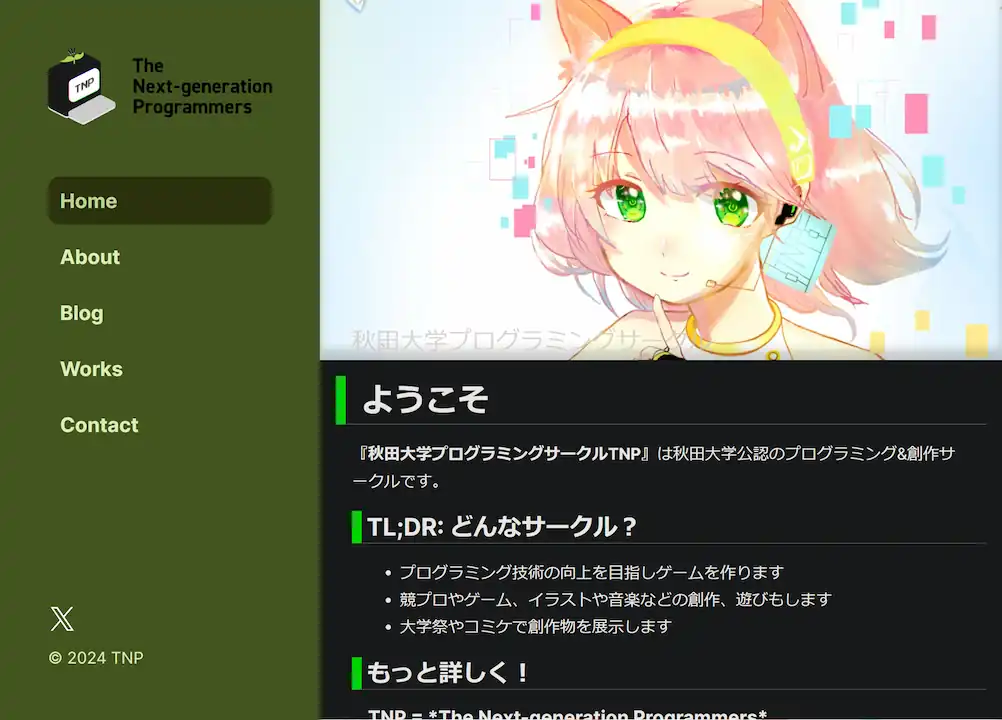 TNP
The
Next-generation
Programmers
Home
About
Blog
Works
Contact
© 2024 TNP
秋田大学プログラミングサークル
ようこそ
『秋田大学プログラミングサークルTNP』は秋田大学公認のプログラミング&創作サ
ークルです。
TL;DR: どんなサークル？
• プログラミング技術の向上を目指しゲームを作ります
• 競プロやゲーム、イラストや音楽などの創作、遊びもします
• 大学祭やコミケで創作物を展示します
もっと詳しく！
TNP = *The Next-generation Programmers*